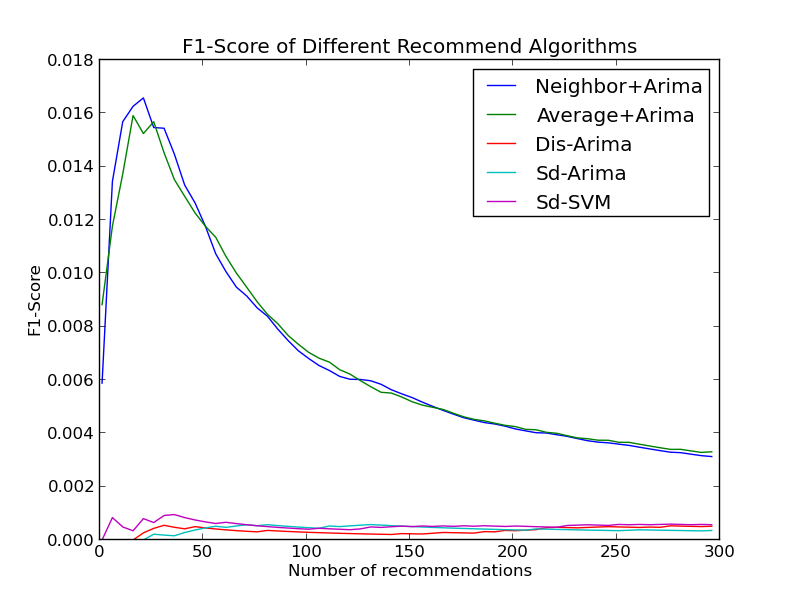 F1-Score of Different Recommend Algorithms
0.018
0.016
0.014
0.012
0.010
0.008
0.006
0.004
0.002
0.000
F1-Score
Neighbor+Arima
Average+Arima
Dis-Arima
Sd-Arima
Sd-SVM
0 50 100 150 200 250 300
Number of recommendations